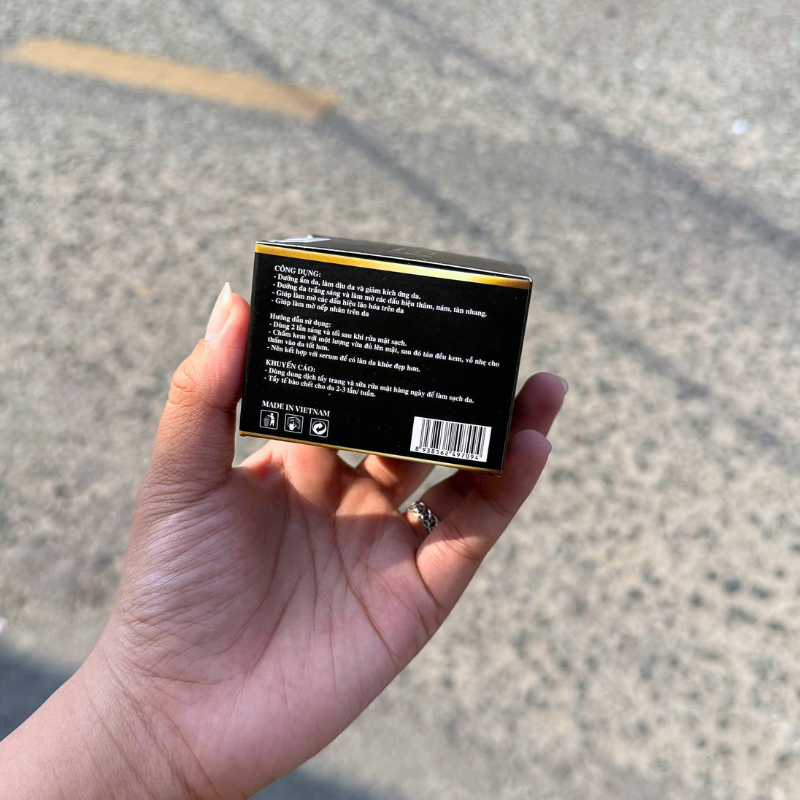 CÔNG DỤNG:
- Dưỡng ẩm da, làm dịu da và giảm kích ứng da.
- Dưỡng da trắng sáng và làm mờ các dấu hiệu thâm, nám, tàn nhang.
- Giúp làm mờ các dấu hiệu lão hóa trên da
- Giúp làm mờ nếp nhăn trên da
Hướng dẫn sử dụng:
- Dùng 2 lần sáng và tối sau khi rửa mặt sạch.
- Chấm kem với một lượng vừa đủ lên mặt, sau đó tán đều kem, vỗ nhẹ cho
thấm vào da tốt hơn.
- Nên kết hợp với serum để có làn da khỏe đẹp hơn.
KHUYẾN CÁO:
- Dùng dung dịch tẩy trang và sữa rửa mặt hàng ngày để làm sạch da.
- Tẩy tế bào chết cho da 2-3 lần/ tuần.
MADE IN VIETNAM
8 938562 497094